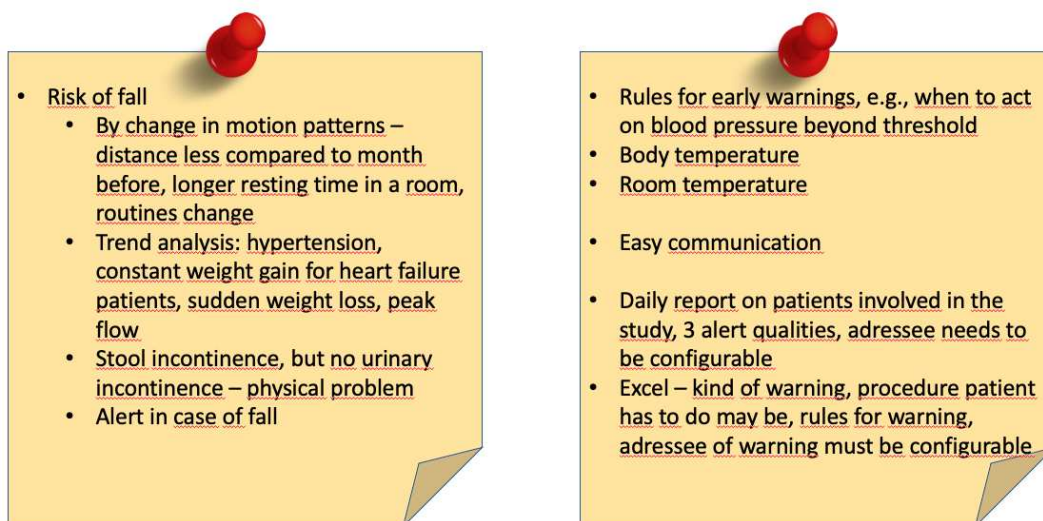 • Risk of fall
• By change in motion patterns –
distance less compared to month
before, longer resting time in a room,
routines change
• Trend analysis: hypertension,
constant weight gain for heart failure
patients, sudden weight loss, peak
flow
• Stool incontinence, but no urinary
incontinence – physical problem
• Alert in case of fall
• Rules for early warnings, e.g., when to act
on blood pressure beyond threshold
• Body temperature
• Room temperature
• Easy communication
• Daily report on patients involved in the
study, 3 alert qualities, adressee needs to
be configurable
• Excel – kind of warning, procedure patient
has to do may be, rules for warning,
adressee of warning must be configurable